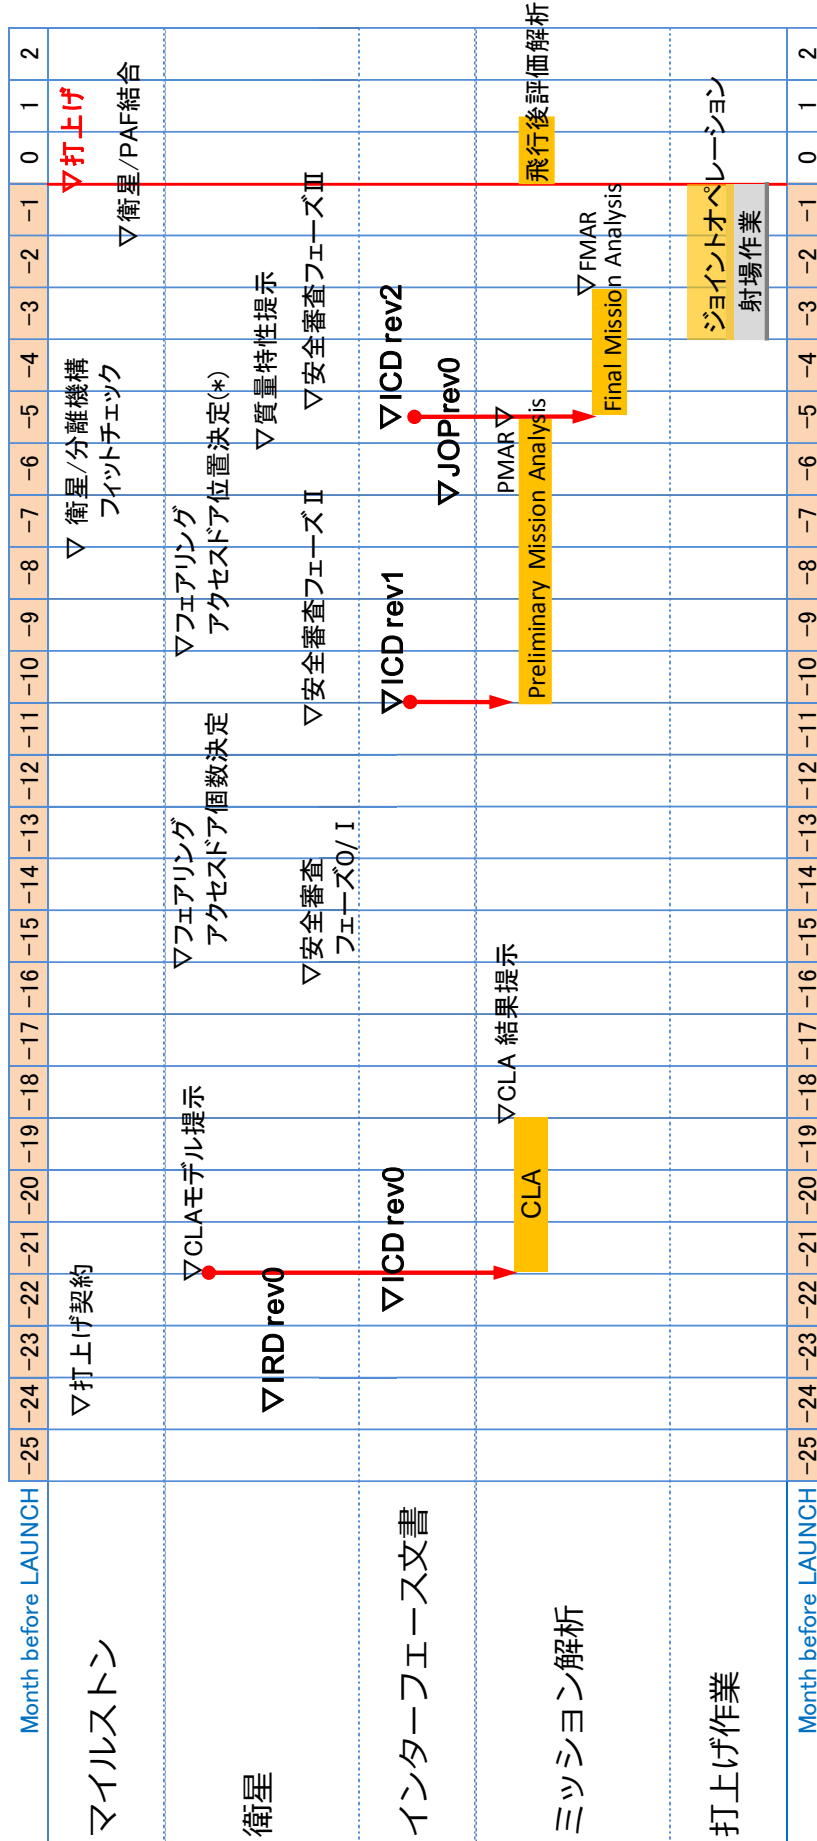 Month before LAUNCH -25 -24 -23 -22 -21 -20 -19 -18 -17 -16 -15 -14 -13 -12 -11 -10 -9 -8 -7 -6 -5 -4 -3 -2 -1 0 1 2
マイルストン
▽打上げ契約
▽ 衛星/分離機構
フィットチェック
▽打上げ
▽衛星/PAF結合
衛星
▽CLAモデル提示
▽IRD rev0
▽フェアリング
アクセスドア個数決定
▽安全審査
フェーズ0/Ⅰ
▽フェアリング
アクセスドア位置決定(*)
▽安全審査フェーズⅡ
▽質量特性提示
▽安全審査フェーズⅢ
インターフェース文書
▽ICD rev0
▽ICD rev1
▽ICD rev2
▽JOP rev0
ミッション解析
▽CLA 結果提示
CLA
PMAR▽
Preliminary Mission Analysis
飛行後評価解析
▽FMAR
Final Mission Analysis
打上げ作業
ジョイントオペレーション
射場作業
Month before LAUNCH -25 -24 -23 -22 -21 -20 -19 -18 -17 -16 -15 -14 -13 -12 -11 -10 -9 -8 -7 -6 -5 -4 -3 -2 -1 0 1 2